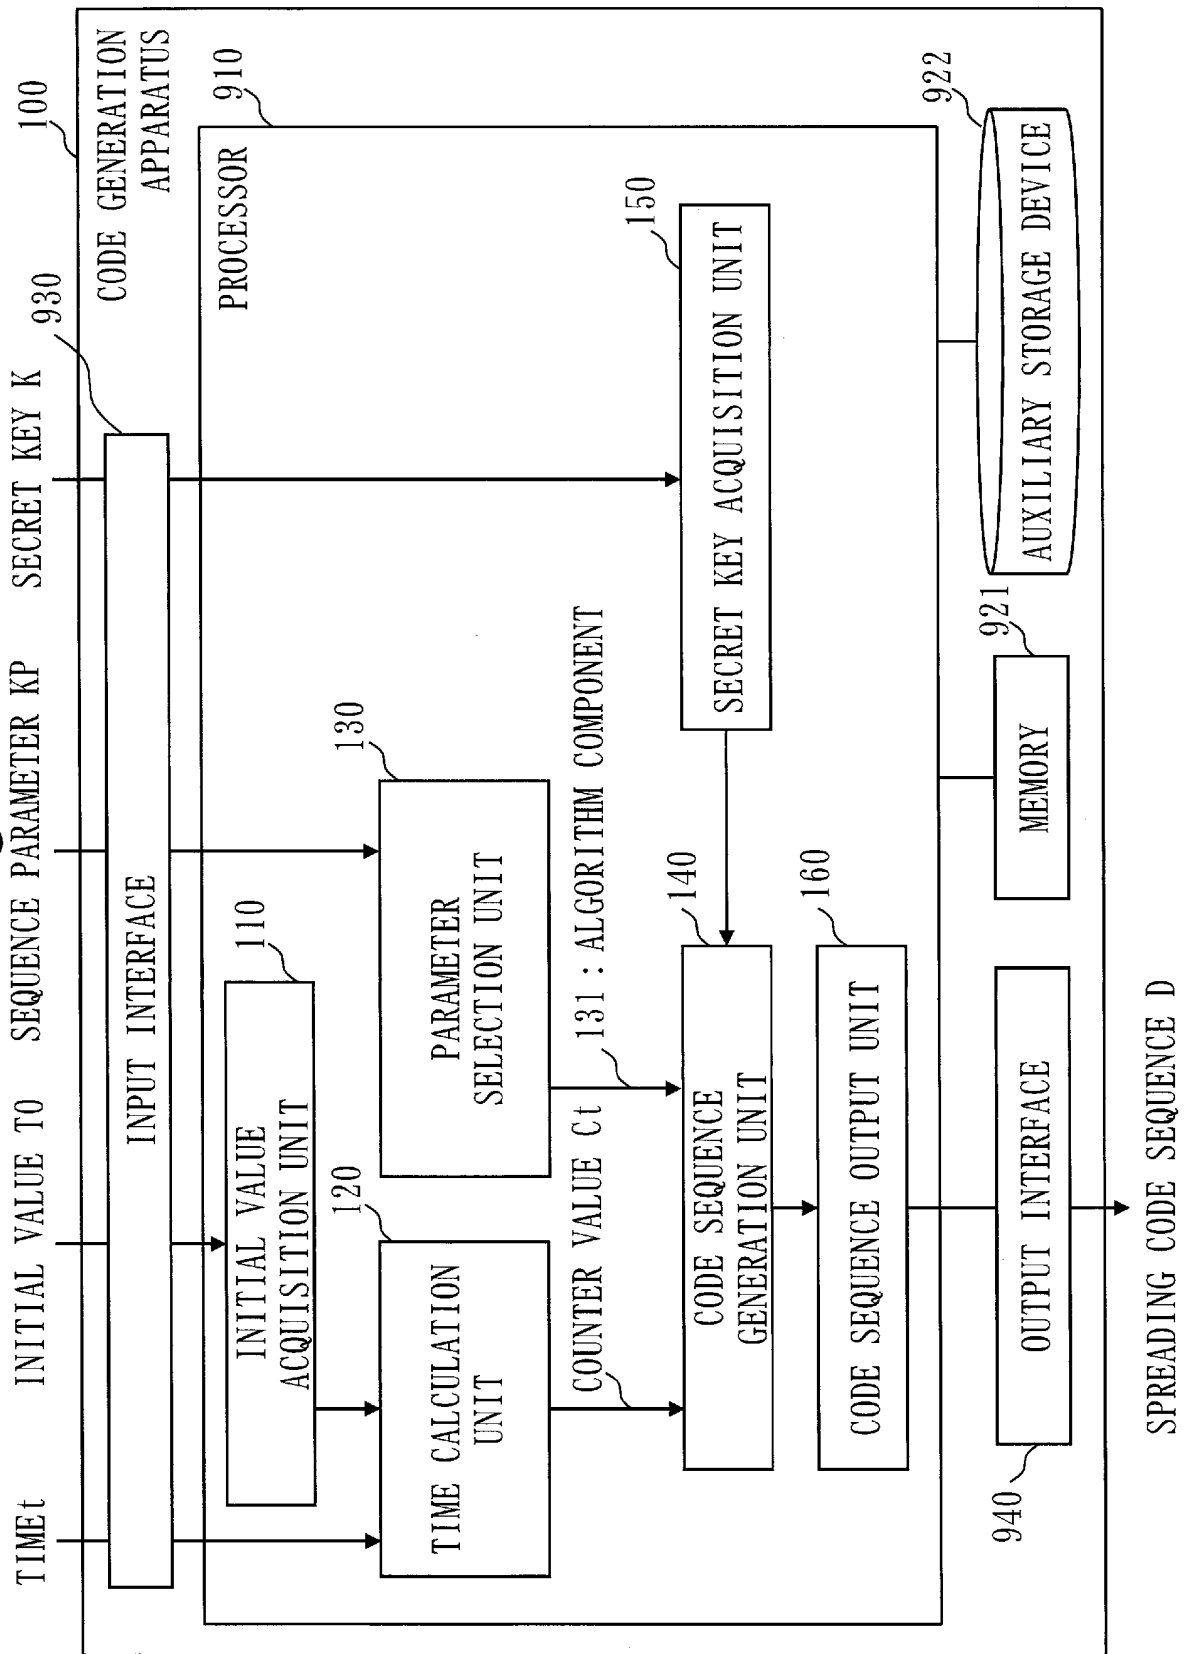 100
CODE GENERATION
APPARATUS
TIMEt
INITIAL VALUE T0
SEQUENCE PARAMETER KP
SECRET KEY K
930
INPUT INTERFACE
910
PROCESSOR
110
INITIAL VALUE
ACQUISITION UNIT
120
TIME CALCULATION
UNIT
130
PARAMETER
SELECTION UNIT
COUNTER VALUE Ct
131 : ALGORITHM COMPONENT
150
SECRET KEY ACQUISITION UNIT
140
CODE SEQUENCE
GENERATION UNIT
160
CODE SEQUENCE OUTPUT UNIT
940
OUTPUT INTERFACE
921
MEMORY
922
AUXILIARY STORAGE DEVICE
SPREADING CODE SEQUENCE D